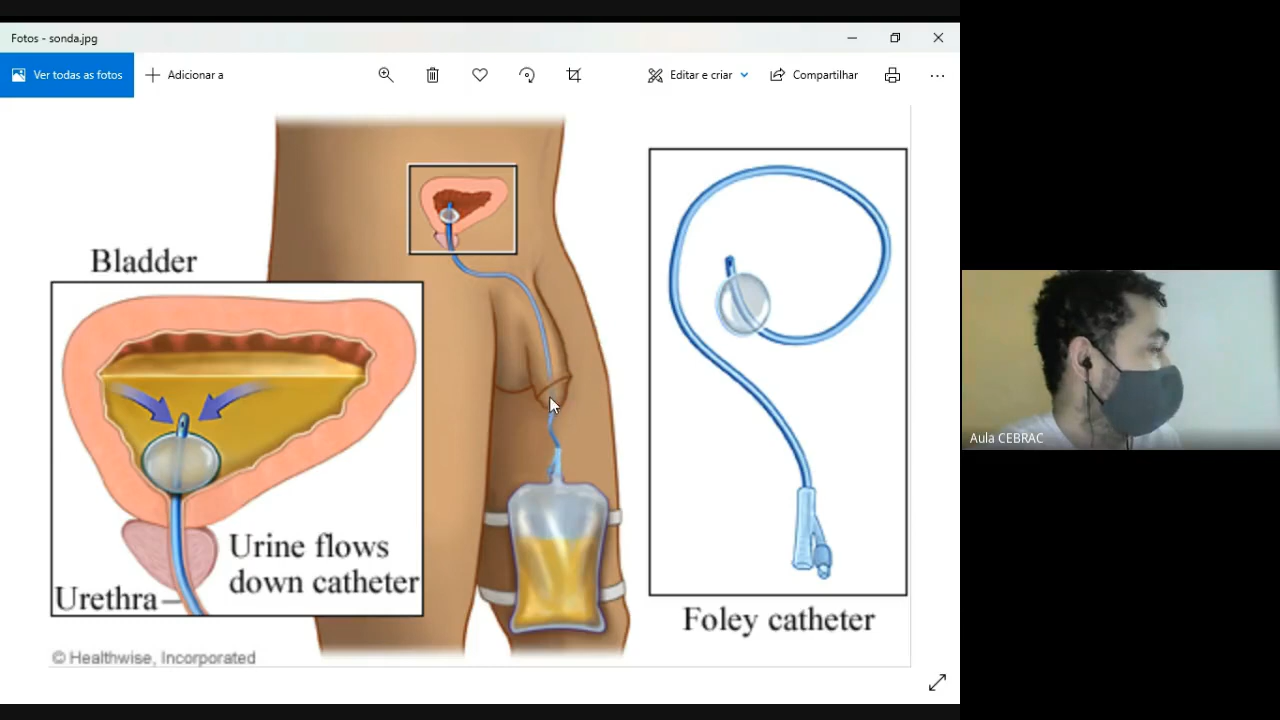 Fotos - sonda.jpg
Ver todas as fotos
Adicionar a
Editar e criar
Compartilhar
Bladder
Urine flows
down catheter
Urethra
Foley catheter
© Healthwise, Incorporated
Aula CEBRAC